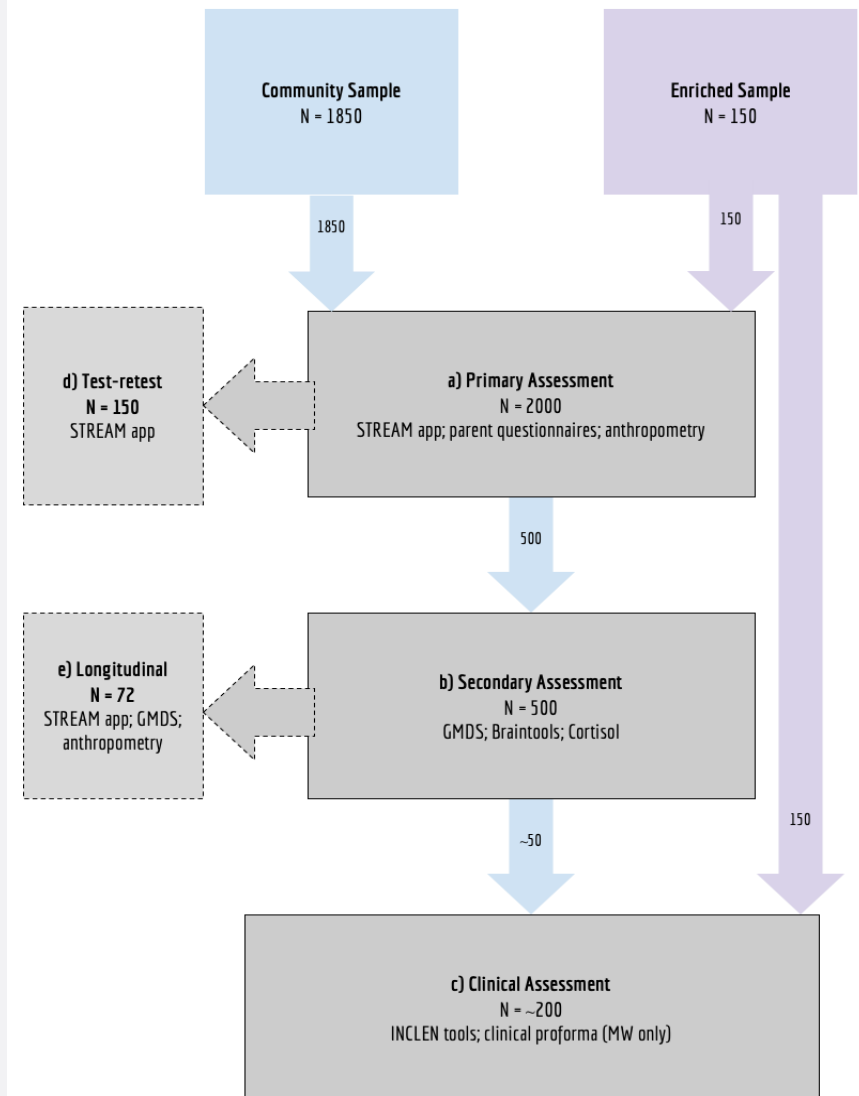 Community Sample
N = 1850
Enriched Sample
N = 150
1850
150
d) Test-retest
N = 150
STREAM app
a) Primary Assessment
N = 2000
STREAM app; parent questionnaires; anthropometry
500
e) Longitudinal
N = 72
STREAM app; GMDS;
anthropometry
b) Secondary Assessment
N = 500
GMDS; Braintools; Cortisol
~50
150
c) Clinical Assessment
N = ~200
INCLEN tools; clinical proforma (MW only)